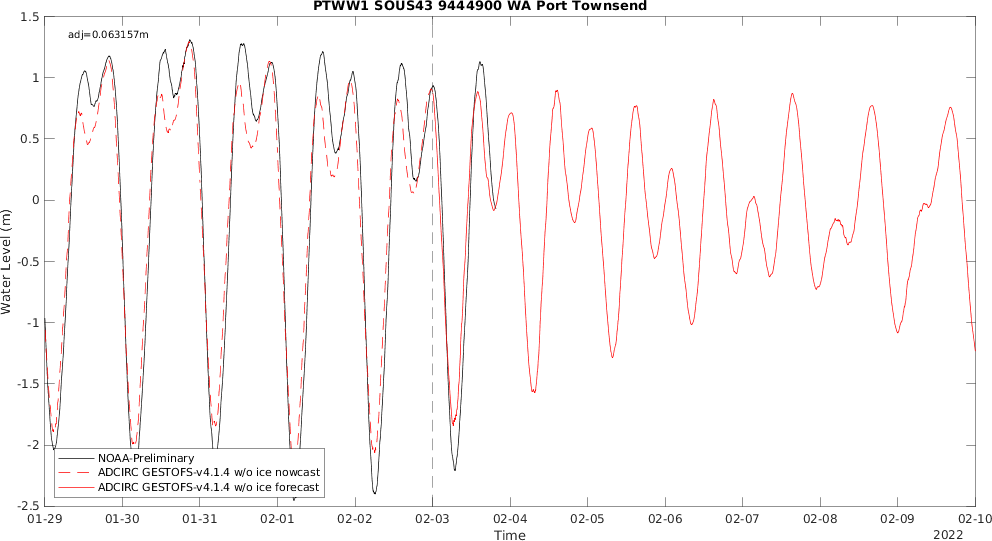 PTWW1 SOUS43 9444900 WA Port Townsend
adj=0.063157m
Water Level (m)
1.5
1
0.5
0
-0.5
-1
-1.5
-2
-2.5
NOAA-Preliminary
ADCIRC GESTOFS-v4.1.4 w/o ice nowcast
ADCIRC GESTOFS-v4.1.4 w/o ice forecast
01-29 01-30 01-31 02-01 02-02 02-03 02-04 02-05 02-06 02-07 02-08 02-09 02-10
Time
2022